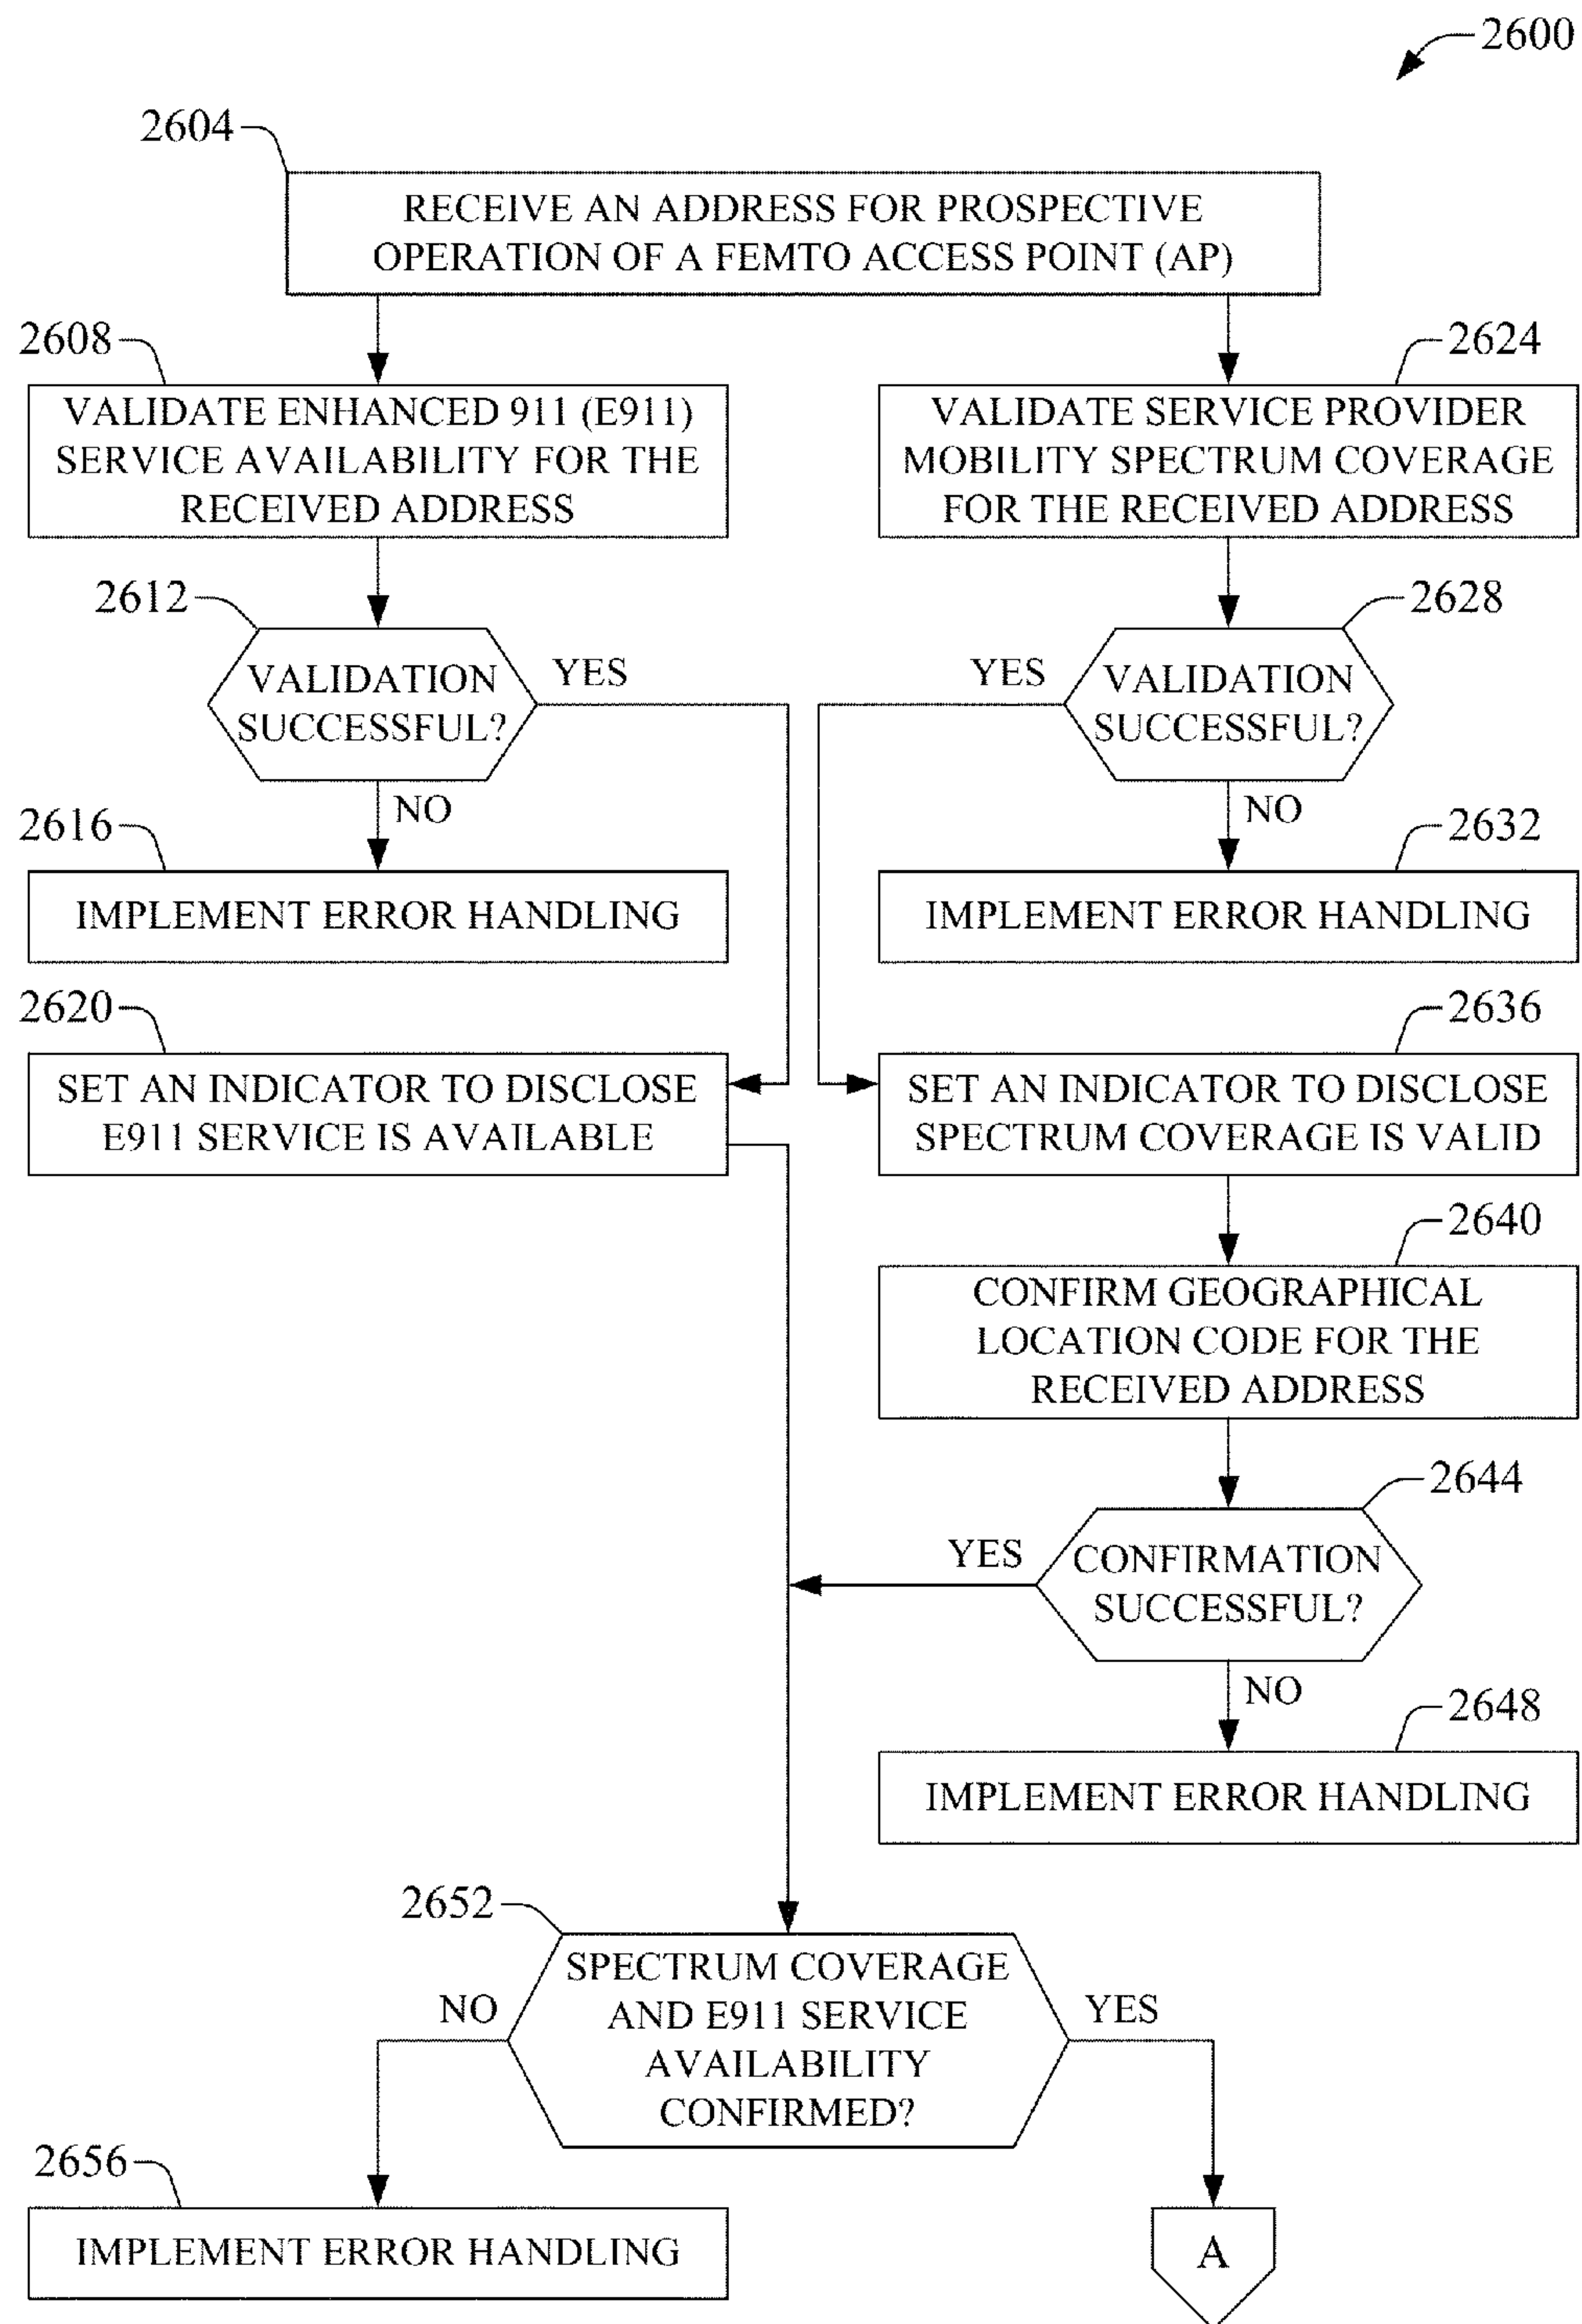 2600
2604
RECEIVE AN ADDRESS FOR PROSPECTIVE
OPERATION OF A FEMTO ACCESS POINT (AP)
2608
VALIDATE ENHANCED 911 (E911)
SERVICE AVAILABILITY FOR THE
RECEIVED ADDRESS
2624
VALIDATE SERVICE PROVIDER
MOBILITY SPECTRUM COVERAGE
FOR THE RECEIVED ADDRESS
2612
VALIDATION
SUCCESSFUL?
YES
NO
2628
YES
VALIDATION
SUCCESSFUL?
NO
2616
IMPLEMENT ERROR HANDLING
2632
IMPLEMENT ERROR HANDLING
2620
SET AN INDICATOR TO DISCLOSE
E911 SERVICE IS AVAILABLE
2636
SET AN INDICATOR TO DISCLOSE
SPECTRUM COVERAGE IS VALID
2640
CONFIRM GEOGRAPHICAL
LOCATION CODE FOR THE
RECEIVED ADDRESS
2644
YES
CONFIRMATION
SUCCESSFUL?
NO
2648
IMPLEMENT ERROR HANDLING
2652
SPECTRUM COVERAGE
AND E911 SERVICE
AVAILABILITY
CONFIRMED?
NO
YES
2656
IMPLEMENT ERROR HANDLING
A